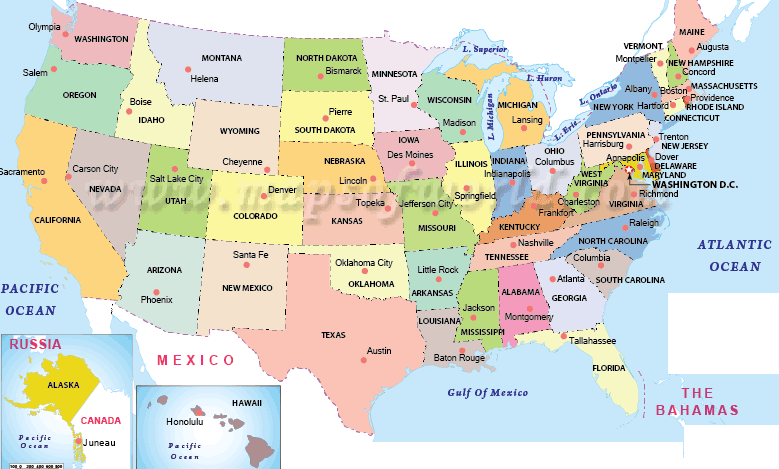 Olympia
WASHINGTON
Salem
OREGON
Boise
IDAHO
MONTANA
Helena
NORTH DAKOTA
Bismarck
MINNESOTA
St. Paul
L. Superior
L. Huron
L. Michigan
L. Ontario
L. Erie
WISCONSIN
Madison
MICHIGAN
Lansing
VERMONT
Montpelier
MAINE
Augusta
NEW HAMPSHIRE
Concord
MASSACHUSETTS
Boston
Providence
RHODE ISLAND
Hartford
CONNECTICUT
Albany
NEW YORK
WYOMING
Cheyenne
Pierre
SOUTH DAKOTA
IOWA
Des Moines
NEBRASKA
Lincoln
ILLINOIS
Springfield
INDIANA
Indianapolis
OHIO
Columbus
PENNSYLVANIA
Harrisburg
Trenton
NEW JERSEY
Annapolis
Dover
DELAWARE
MARYLAND
WASHINGTON D.C.
WEST
VIRGINIA
Charleston
Richmond
VIRGINIA
Sacramento
CALIFORNIA
Carson City
NEVADA
Salt Lake City
UTAH
Denver
COLORADO
Topeka
KANSAS
Jefferson City
MISSOURI
Frankfort
KENTUCKY
Nashville
TENNESSEE
Raleigh
NORTH CAROLINA
Columbia
SOUTH CAROLINA
ATLANTIC
OCEAN
ARIZONA
Phoenix
Santa Fe
NEW MEXICO
Oklahoma City
OKLAHOMA
Little Rock
ARKANSAS
TEXAS
Austin
LOUISIANA
Baton Rouge
Jackson
MISSISSIPPI
ALABAMA
Montgomery
Atlanta
GEORGIA
Tallahassee
FLORIDA
PACIFIC
OCEAN
MEXICO
Gulf Of Mexico
THE
BAHAMAS
RUSSIA
ALASKA
CANADA
Pacific
Ocean
Juneau
HAWAII
Honolulu
Pacific
Ocean